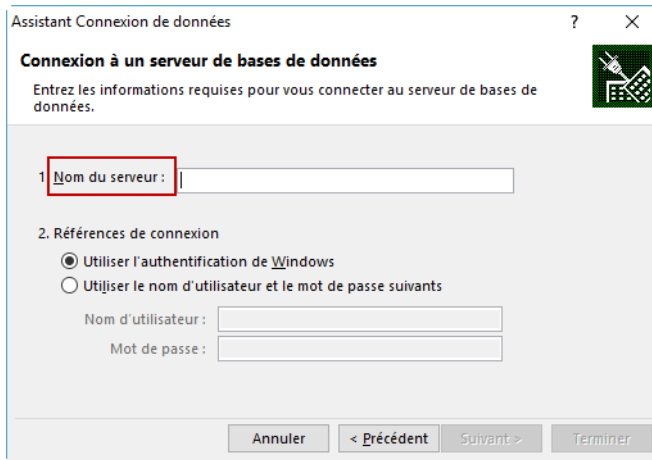 Assistant Connexion de données ? ×
Connexion à un serveur de bases de données
Entrez les informations requises pour vous connecter au serveur de bases de
données.
1. Nom du serveur :
2. Références de connexion
Utiliser l'authentification de Windows
Utiliser le nom d'utilisateur et le mot de passe suivants
Nom d'utilisateur :
Mot de passe :
Annuler < Précédent Suivant > Terminer